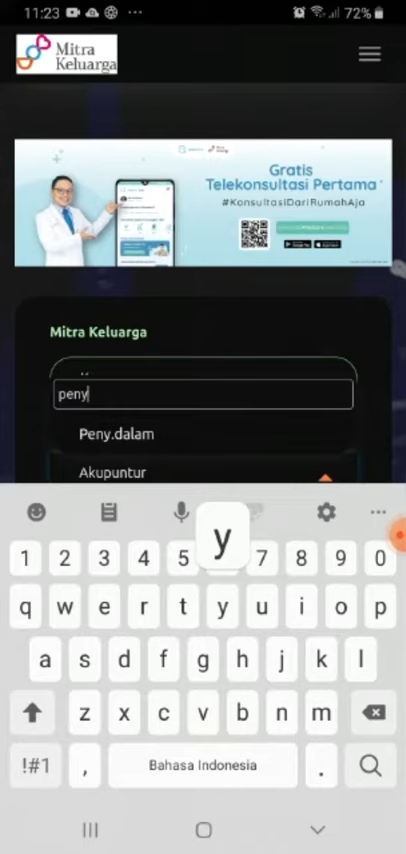 11:23
72%
Mitra
Keluarga
Gratis
Telekonsultasi Pertama*
#KonsultasiDariRumahAja
Mitra Keluarga
peny
Peny.dalam
Akupuntur
y
1 2 3 4 5 7 8 9 0
q w e r t y u i o p
a s d f g h j k l
z x c v b n m
!#1 , Bahasa Indonesia .